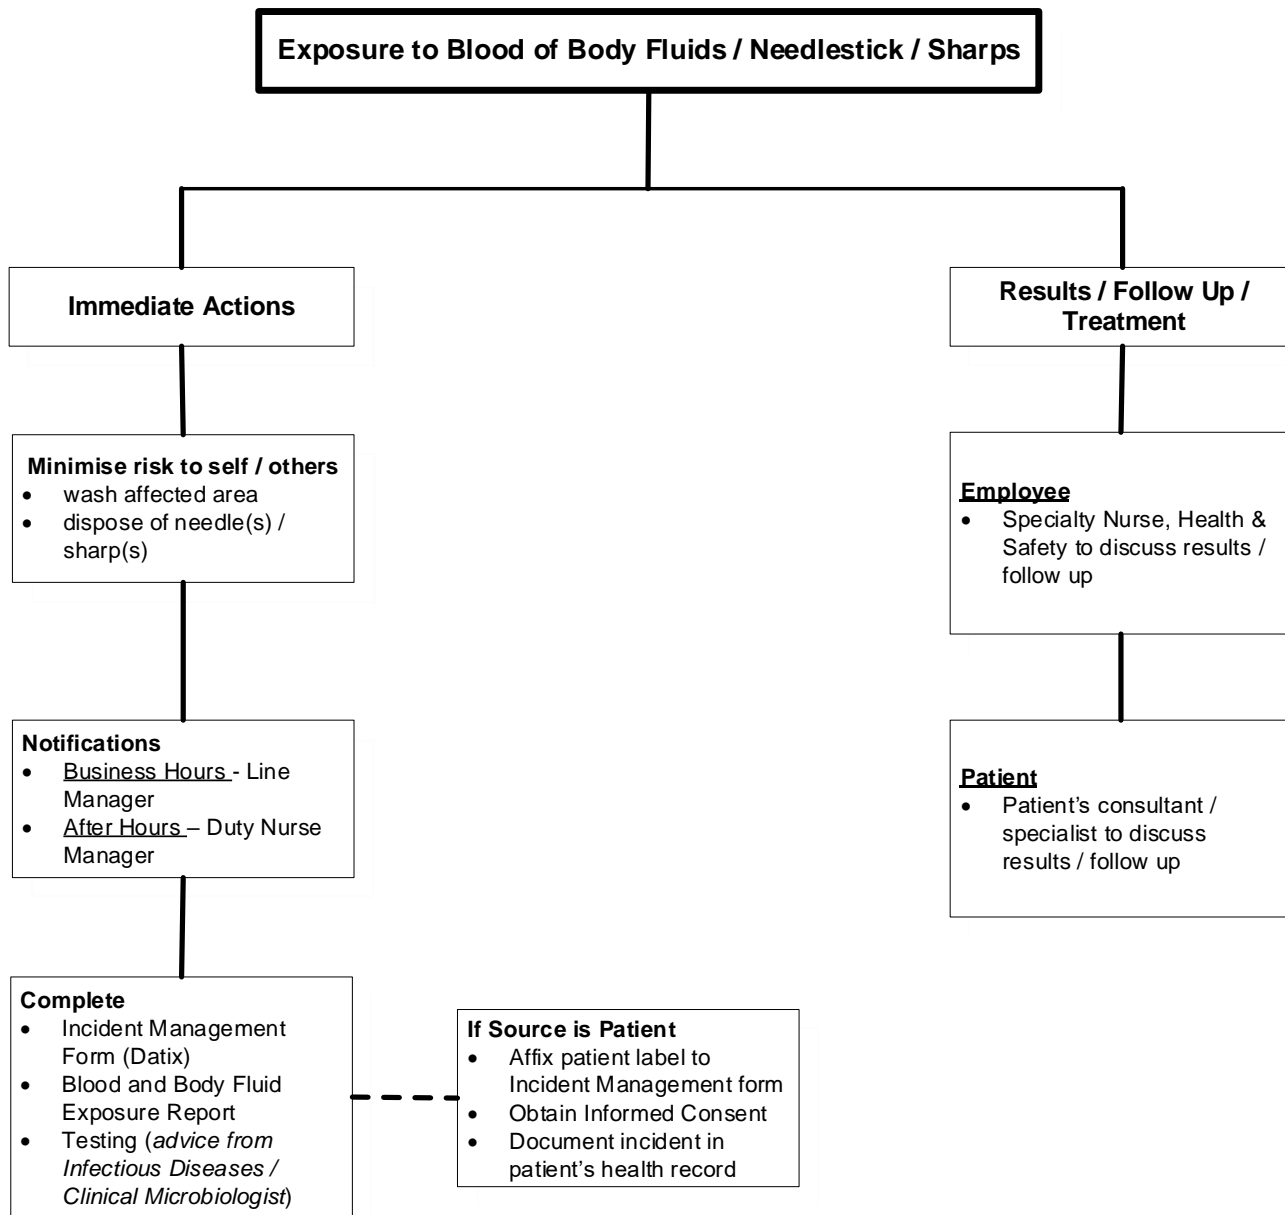 Exposure to Blood of Body Fluids / Needlestick / Sharps
Immediate Actions
Minimise risk to self / others
• wash affected area
• dispose of needle(s) /
sharp(s)
Notifications
• Business Hours - Line
Manager
• After Hours – Duty Nurse
Manager
Complete
• Incident Management
Form (Datix)
• Blood and Body Fluid
Exposure Report
• Testing (advice from
Infectious Diseases /
Clinical Microbiologist)
If Source is Patient
• Affix patient label to
Incident Management form
• Obtain Informed Consent
• Document incident in
patient's health record
Results / Follow Up /
Treatment
Employee
• Specialty Nurse, Health &
Safety to discuss results /
follow up
Patient
• Patient's consultant /
specialist to discuss
results / follow up